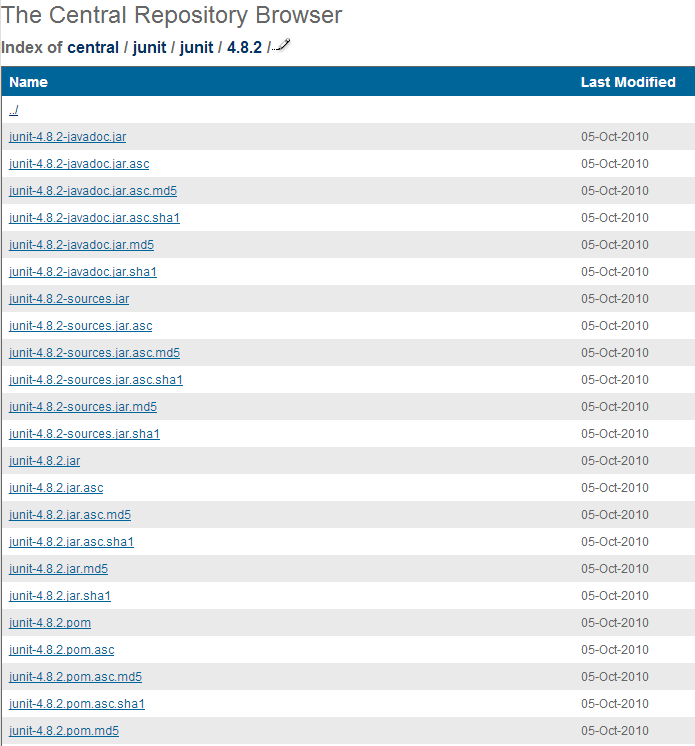 The Central Repository Browser
Index of central / junit / junit / 4.8.2 /
Name Last Modified
../
junit-4.8.2-javadoc.jar 05-Oct-2010
junit-4.8.2-javadoc.jar.asc 05-Oct-2010
junit-4.8.2-javadoc.jar.asc.md5 05-Oct-2010
junit-4.8.2-javadoc.jar.asc.sha1 05-Oct-2010
junit-4.8.2-javadoc.jar.md5 05-Oct-2010
junit-4.8.2-javadoc.jar.sha1 05-Oct-2010
junit-4.8.2-sources.jar 05-Oct-2010
junit-4.8.2-sources.jar.asc 05-Oct-2010
junit-4.8.2-sources.jar.asc.md5 05-Oct-2010
junit-4.8.2-sources.jar.asc.sha1 05-Oct-2010
junit-4.8.2-sources.jar.md5 05-Oct-2010
junit-4.8.2-sources.jar.sha1 05-Oct-2010
junit-4.8.2.jar 05-Oct-2010
junit-4.8.2.jar.asc 05-Oct-2010
junit-4.8.2.jar.asc.md5 05-Oct-2010
junit-4.8.2.jar.asc.sha1 05-Oct-2010
junit-4.8.2.jar.md5 05-Oct-2010
junit-4.8.2.jar.sha1 05-Oct-2010
junit-4.8.2.pom 05-Oct-2010
junit-4.8.2.pom.asc 05-Oct-2010
junit-4.8.2.pom.asc.md5 05-Oct-2010
junit-4.8.2.pom.asc.sha1 05-Oct-2010
junit-4.8.2.pom.md5 05-Oct-2010